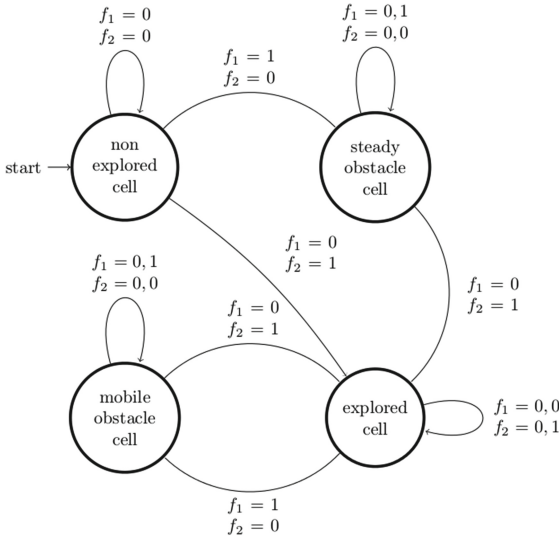 f₁ = 0
f₂ = 0
f₁ = 0, 1
f₂ = 0, 0
f₁ = 1
f₂ = 0
start
non
explored
cell
steady
obstacle
cell
f₁ = 0
f₂ = 1
f₁ = 0, 1
f₂ = 0, 0
f₁ = 0
f₂ = 1
f₁ = 0
f₂ = 1
mobile
obstacle
cell
explored
cell
f₁ = 0, 0
f₂ = 0, 1
f₁ = 1
f₂ = 0